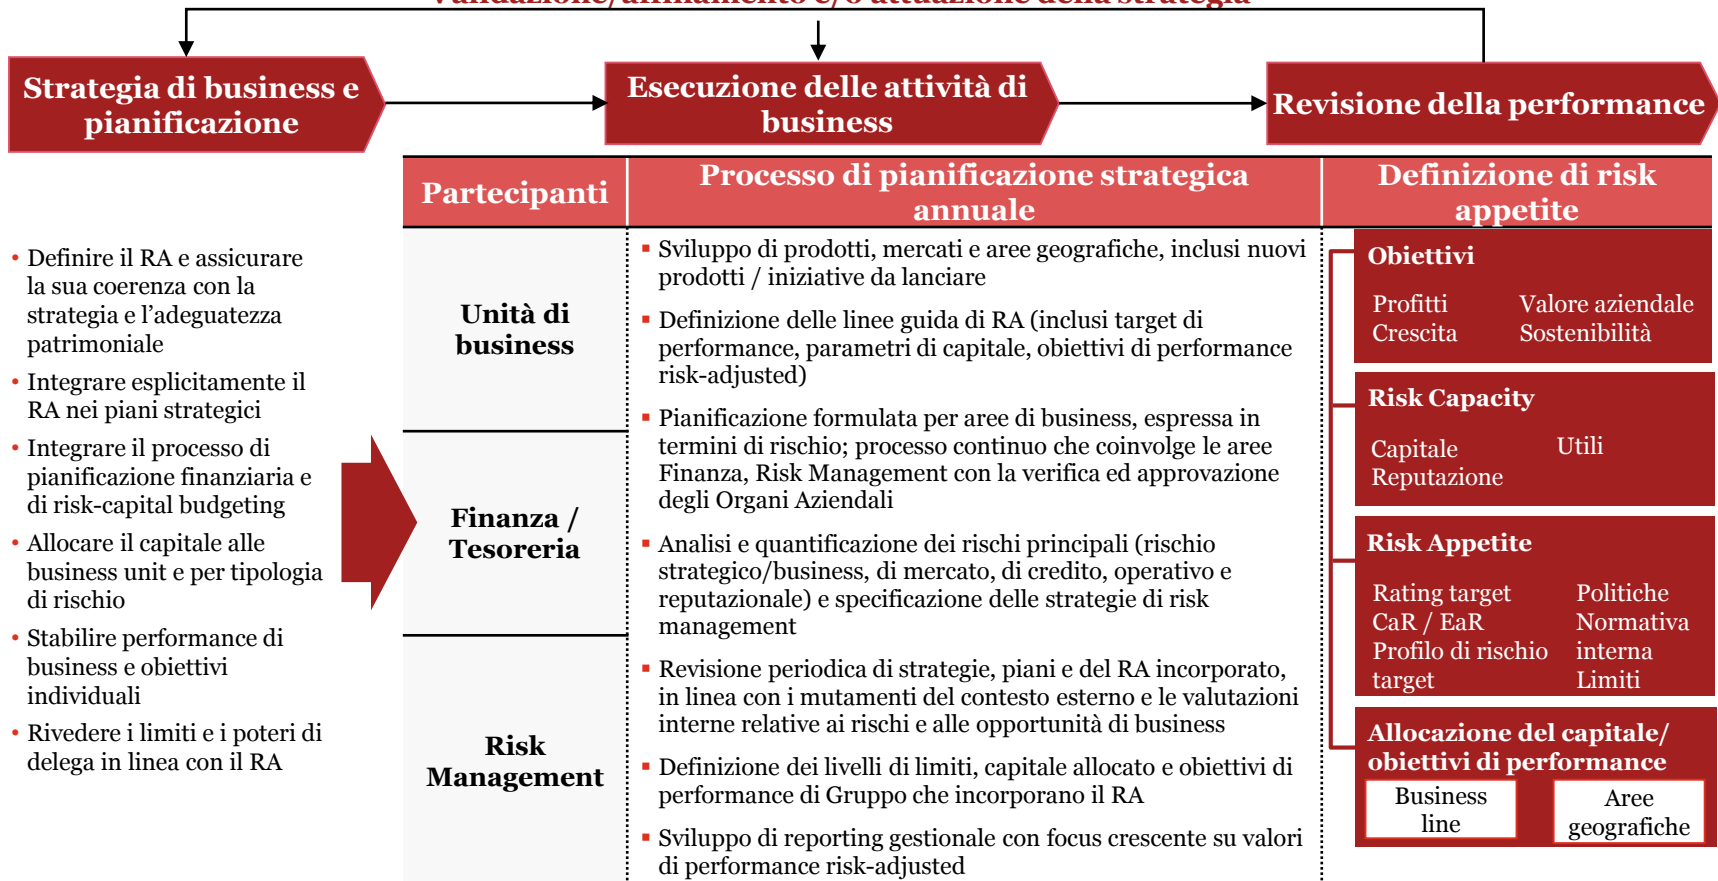 Validazione/affinamento e/o attuazione della strategia
Strategia di business e
pianificazione
Esecuzione delle attività di
business
Revisione della performance
Partecipanti
Processo di pianificazione strategica
annuale
Definizione di risk
appetite
• Definire il RA e assicurare
la sua coerenza con la
strategia e l’adeguatezza
patrimoniale
• Integrare esplicitamente il
RA nei piani strategici
• Integrare il processo di
pianificazione finanziaria e
di risk-capital budgeting
• Allocare il capitale alle
business unit e per tipologia
di rischio
• Stabilire performance di
business e obiettivi
individuali
• Rivedere i limiti e i poteri di
delega in linea con il RA
Unità di
business
Finanza /
Tesoreria
Risk
Management
▪ Sviluppo di prodotti, mercati e aree geografiche, inclusi nuovi
prodotti / iniziative da lanciare
▪ Definizione delle linee guida di RA (inclusi target di
performance, parametri di capitale, obiettivi di performance
risk-adjusted)
▪ Pianificazione formulata per aree di business, espressa in
termini di rischio; processo continuo che coinvolge le aree
Finanza, Risk Management con la verifica ed approvazione
degli Organi Aziendali
▪ Analisi e quantificazione dei rischi principali (rischio
strategico/business, di mercato, di credito, operativo e
reputazionale) e specificazione delle strategie di risk
management
▪ Revisione periodica di strategie, piani e del RA incorporato,
in linea con i mutamenti del contesto esterno e le valutazioni
interne relative ai rischi e alle opportunità di business
▪ Definizione dei livelli di limiti, capitale allocato e obiettivi di
performance di Gruppo che incorporano il RA
▪ Sviluppo di reporting gestionale con focus crescente su valori
di performance risk-adjusted
Obiettivi
Profitti
Crescita
Valore aziendale
Sostenibilità
Risk Capacity
Capitale
Reputazione
Utili
Risk Appetite
Rating target
CaR / EaR
Profilo di rischio
target
Politiche
Normativa
interna
Limiti
Allocazione del capitale/
obiettivi di performance
Business
line
Aree
geografiche